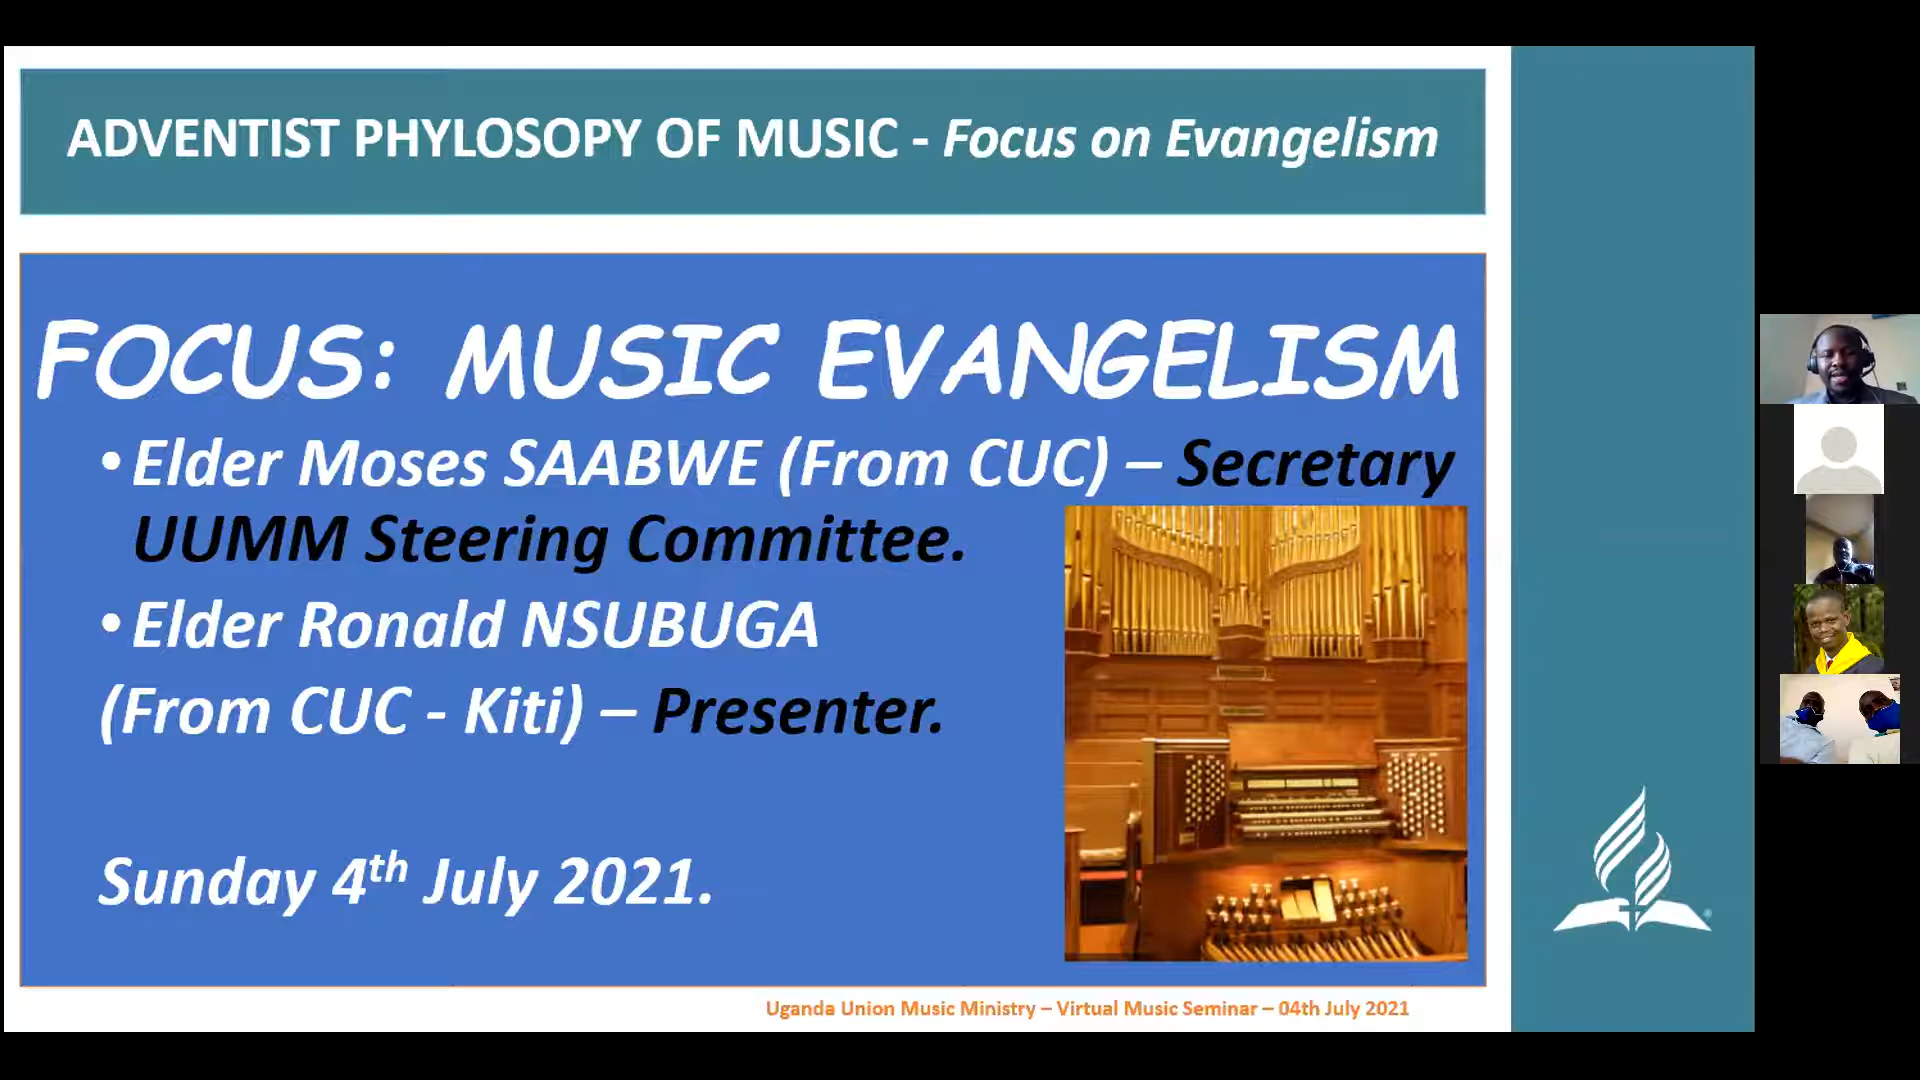 ADVENTIST PHYLOSOPY OF MUSIC - Focus on Evangelism
FOCUS: MUSIC EVANGELISM
•Elder Moses SAABWE (From CUC) – Secretary
UUMM Steering Committee.
•Elder Ronald NSUBUGA
(From CUC - Kiti) – Presenter.
Sunday 4th July 2021.
Uganda Union Music Ministry – Virtual Music Seminar – 04th July 2021